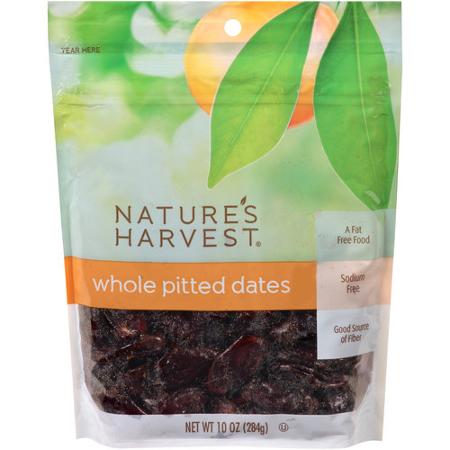 TEAR HERE
NATURE'S
HARVEST®
A Fat
Free Food
whole pitted dates
Sodium
Free
Good Source
of Fiber
NET WT 10 OZ (284g) U